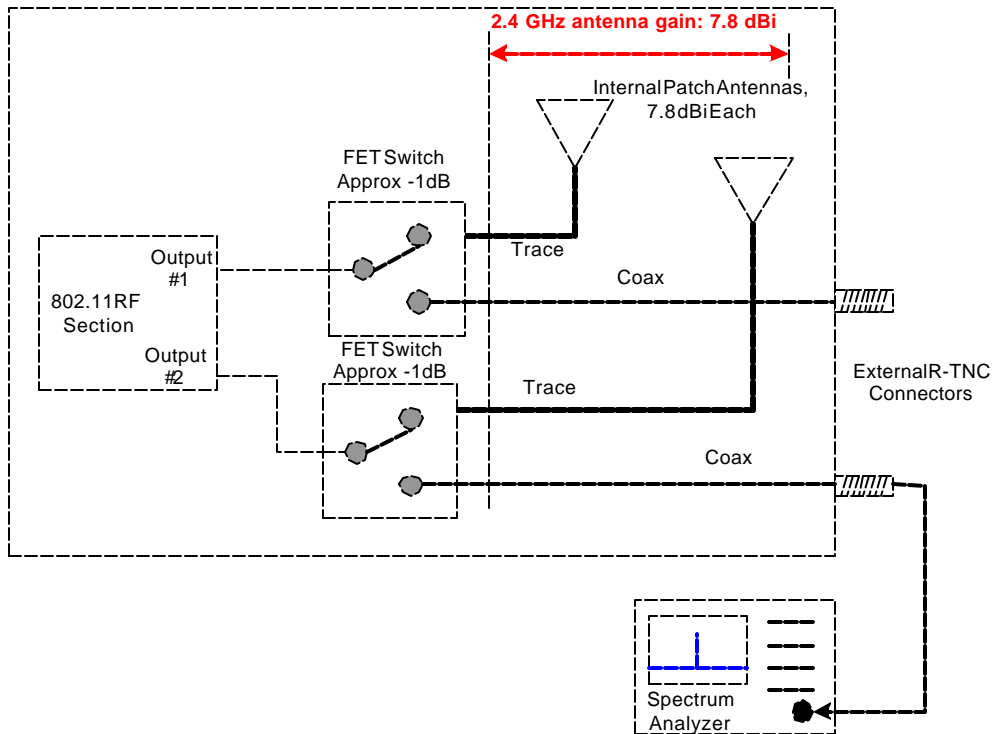 2.4 GHz antenna gain: 7.8 dBi
InternalPatchAntennas,
7.8dBiEach
FETSwitch
Approx -1dB
Output
#1
802.11RF
Section
Trace
Coax
Output
#2
FETSwitch
Approx -1dB
Trace
ExternalR-TNC
Connectors
Coax
Spectrum
Analyzer